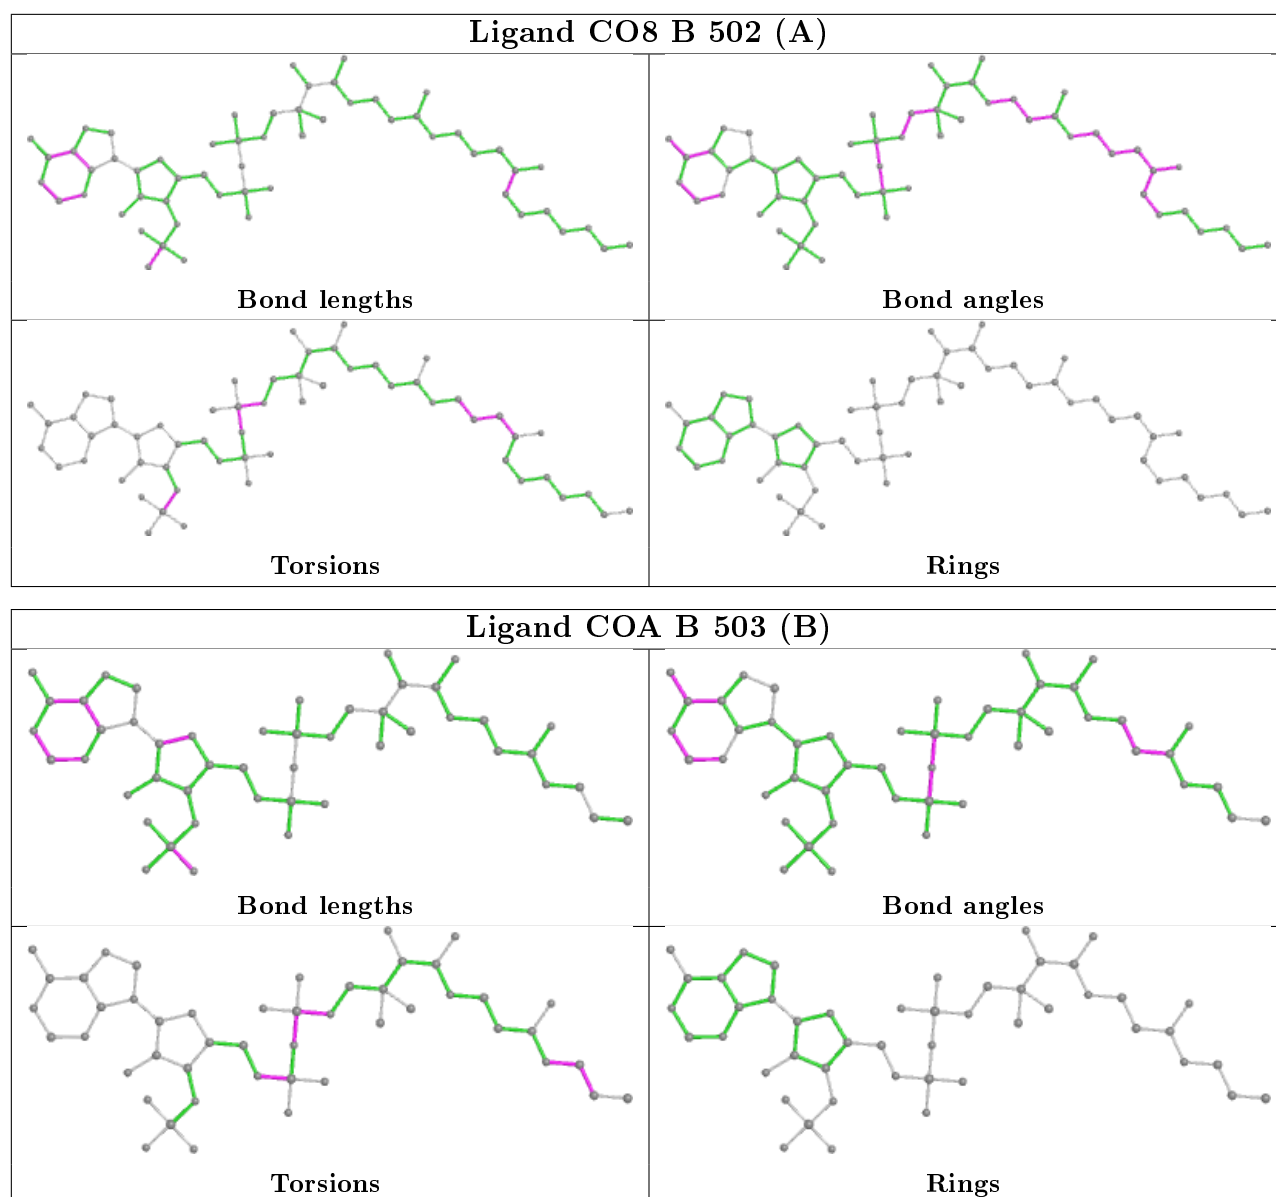 Ligand CO8 B 502 (A)
Bond lengths
Bond angles
Torsions
Rings
Ligand COA B 503 (B)
Bond lengths
Bond angles
Torsions
Rings